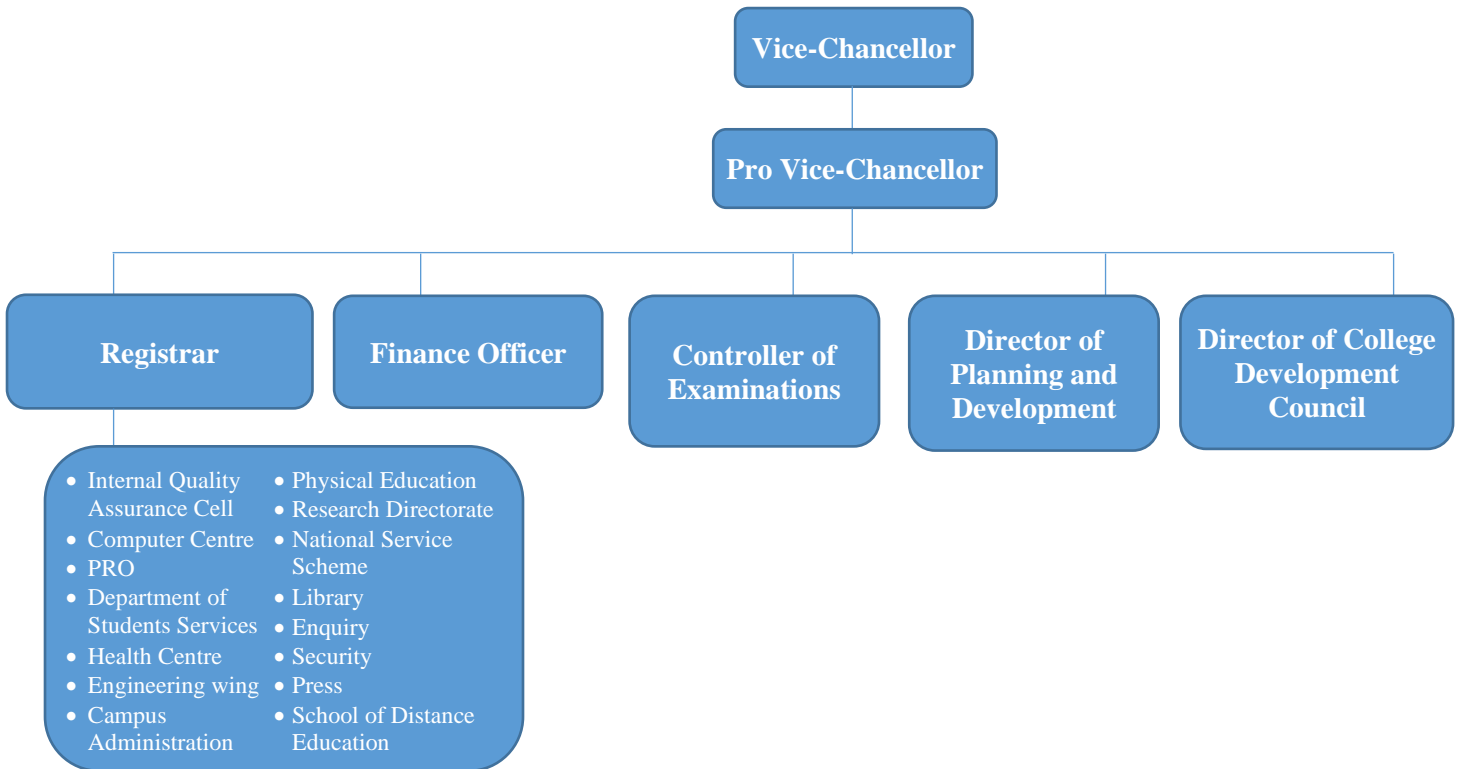 Vice-Chancellor
Pro Vice-Chancellor
Registrar
Finance Officer
Controller of
Examinations
Director of
Planning and
Development
Director of College
Development
Council
• Internal Quality
Assurance Cell
• Computer Centre
• PRO
• Department of
Students Services
• Health Centre
• Engineering wing
• Campus
Administration
• Physical Education
• Research Directorate
• National Service
Scheme
• Library
• Enquiry
• Security
• Press
• School of Distance
Education